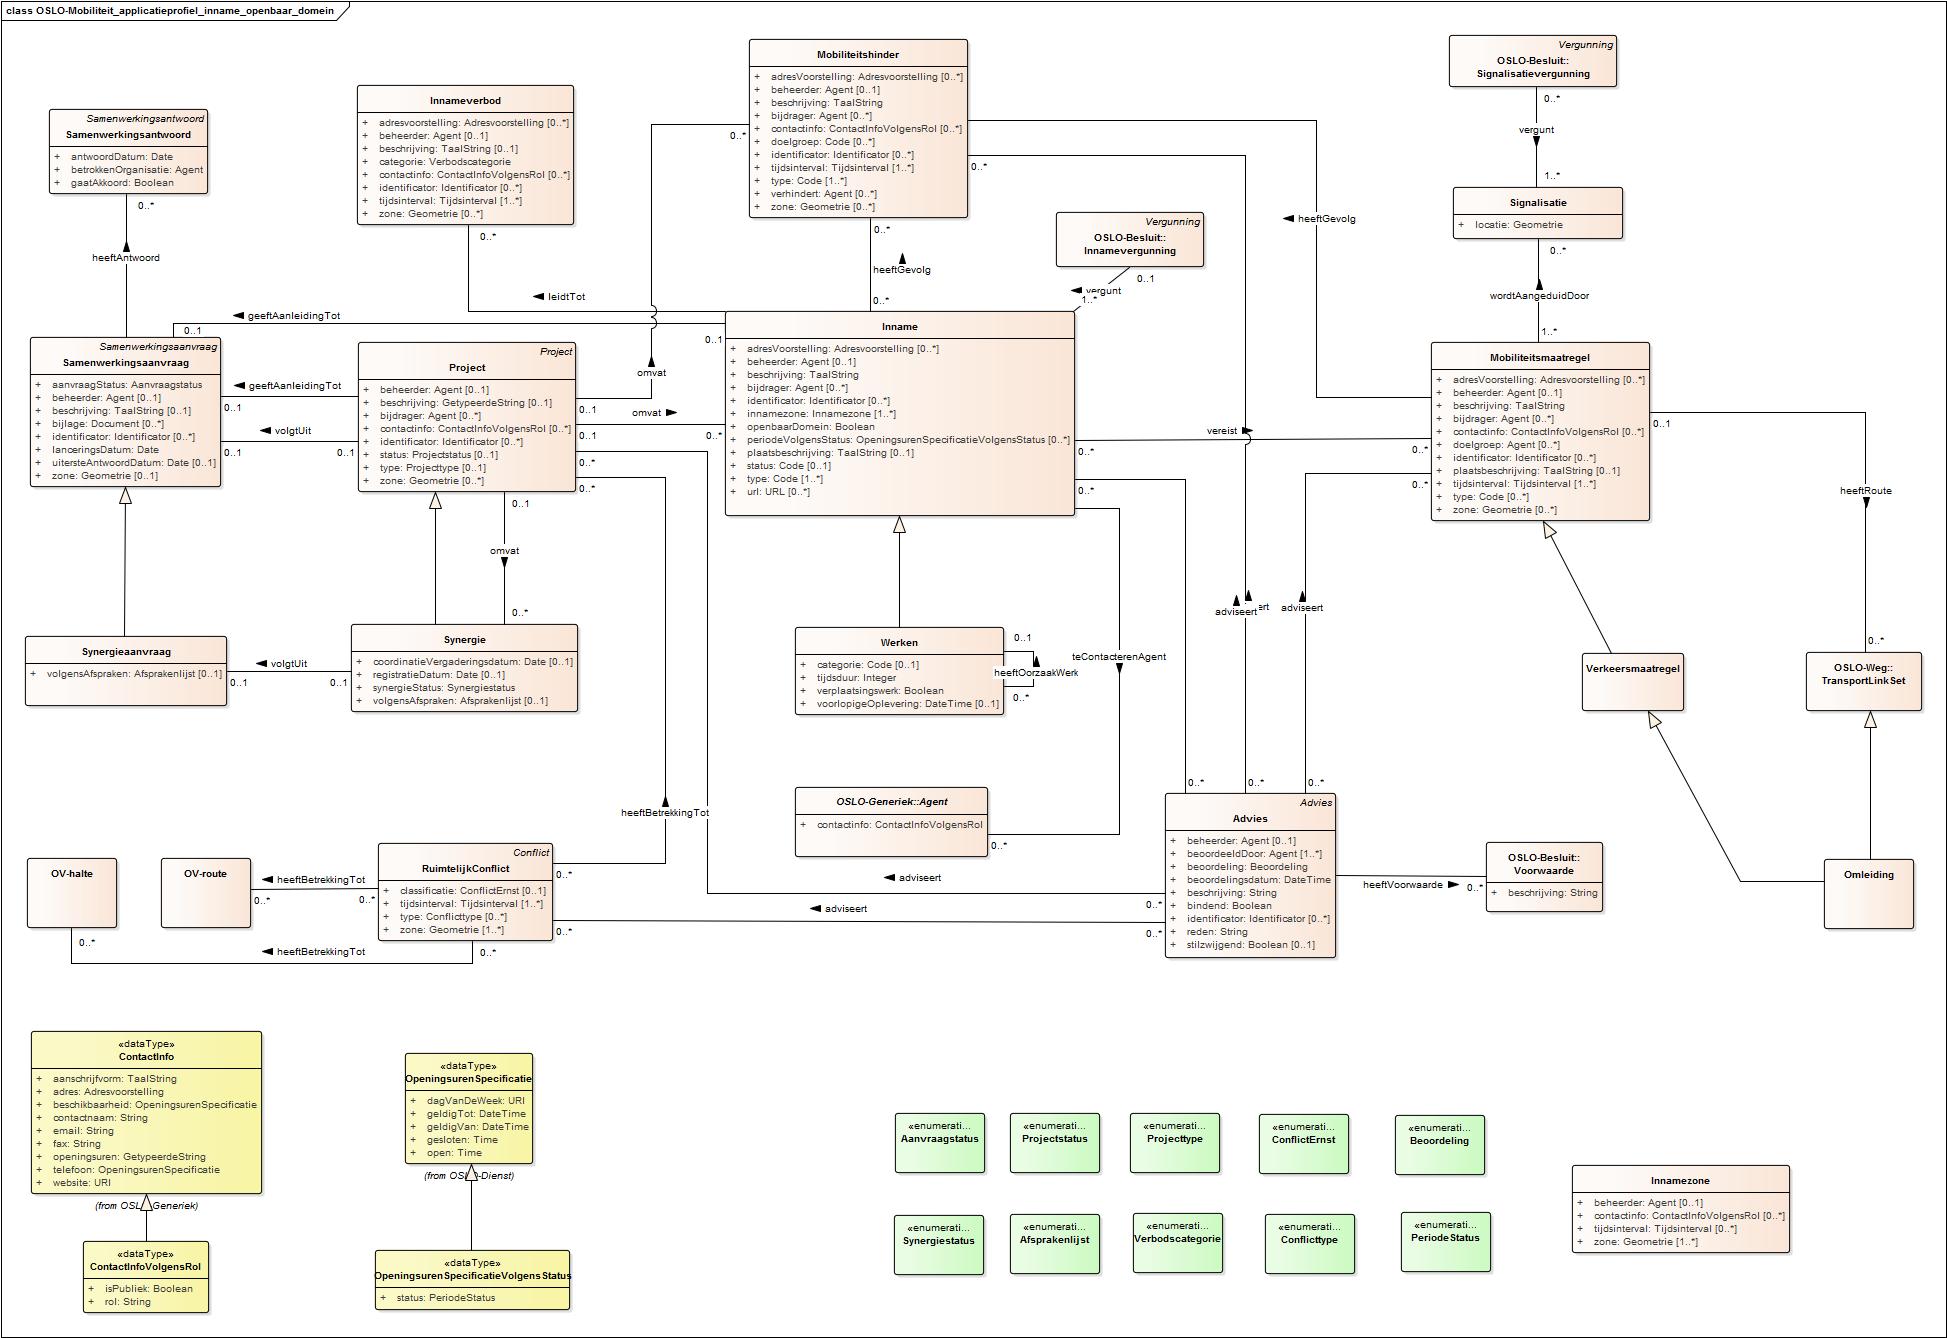 class OSLO-Mobiliteit_applicatieprofiel_inname_openbaar_domein
Samenwerkingsantwoord
Samenwerkingsantwoord
+ antwoordDatum: Date
+ betrokkenOrganisatie: Agent
+ gaatAkkoord: Boolean
0..*
heeftAntwoord
Innameverbod
+ adresvoorstelling: Adresvoorstelling [0..*]
+ beheerder: Agent [0..1]
+ beschrijving: TaalString [0..1]
+ categorie: Verbodscategorie
+ contactinfo: ContactInfoVolgensRol [0..*]
+ identificator: Identificator [0..*]
+ tijdsinterval: Tijdsinterval [1..*]
+ zone: Geometrie [0..*]
0..*
leidtTot
Mobiliteitshinder
+ adresVoorstelling: Adresvoorstelling [0..*]
+ beheerder: Agent [0..1]
+ beschrijving: TaalString
+ bijdrager: Agent [0..*]
+ contactinfo: ContactInfoVolgensRol [0..*]
+ doelgroep: Code [0..*]
+ identificator: Identificator [0..*]
+ tijdsinterval: Tijdsinterval [1..*]
+ type: Code [1..*]
+ verhindert: Agent [0..*]
+ zone: Geometrie [0..*]
0..*
0..*
0..*
heeftGevolg
0..*
Vergunning
OSLO-Besluit::
Innamevergunning
0..1
vergunt
1..*
heeftGevolg
Vergunning
OSLO-Besluit::
Signalisatievergunning
0..*
vergunt
1..*
Signalisatie
+ locatie: Geometrie
0..*
wordtAangeduidDoor
1..*
geeftAanleidingTot
0..1
0..1
Samenwerkingsaanvraag
Samenwerkingsaanvraag
+ aanvraagStatus: Aanvraagstatus
+ beheerder: Agent [0..1]
+ beschrijving: TaalString [0..1]
+ bijlage: Document [0..*]
+ identificator: Identificator [0..*]
+ lanceringsDatum: Date
+ uitersteAntwoordDatum: Date [0..1]
+ zone: Geometrie [0..1]
geeftAanleidingTot
0..1
volgtUit
0..1
0..1
Project
Project
+ beheerder: Agent [0..1]
+ beschrijving: GetypeerdeString [0..1]
+ bijdrager: Agent [0..*]
+ contactinfo: ContactInfoVolgensRol [0..*]
+ identificator: Identificator [0..*]
+ status: Projectstatus [0..1]
+ type: Projecttype [0..1]
+ zone: Geometrie [0..*]
omvat
0..1
omvat
0..1
0..*
0..*
0..*
0..1
omvat
0..*
Inname
+ adresVoorstelling: Adresvoorstelling [0..*]
+ beheerder: Agent [0..1]
+ beschrijving: TaalString
+ bijdrager: Agent [0..*]
+ identificator: Identificator [0..*]
+ innamezone: Innamezone [1..*]
+ openbaarDomein: Boolean
+ periodeVolgensStatus: OpeningsurenSpecificatieVolgensStatus [0..*]
+ plaatsbeschrijving: TaalString [0..1]
+ status: Code [0..1]
+ type: Code [1..*]
+ url: URL [0..*]
vereist
0..*
0..*
0..*
0..*
Mobiliteitsmaatregel
+ adresVoorstelling: Adresvoorstelling [0..*]
+ beheerder: Agent [0..1]
+ beschrijving: TaalString
+ bijdrager: Agent [0..*]
+ contactinfo: ContactInfoVolgensRol [0..*]
+ doelgroep: Agent [0..*]
+ identificator: Identificator [0..*]
+ plaatsbeschrijving: TaalString [0..1]
+ tijdsinterval: Tijdsinterval [1..*]
+ type: Code [0..*]
+ zone: Geometrie [0..*]
0..1
heeftRoute
0..*
Synergieaanvraag
+ volgensAfspraken: Afsprakenlijst [0..1]
volgtUit
0..1
0..1
Synergie
+ coordinatieVergaderingsdatum: Date [0..1]
+ registratieDatum: Date [0..1]
+ synergieStatus: Synergiestatus
+ volgensAfspraken: Afsprakenlijst [0..1]
Werken
+ categorie: Code [0..1]
+ tijdsduur: Integer
+ verplaatsingswerk: Boolean
+ voorlopigeOplevering: DateTime [0..1]
0..1
heeftOorzaakWerk
0..*
teContacterenAgent
adviseert
ert
adviseert
Verkeersmaatregel
OSLO-Weg::
TransportLinkSet
OSLO-Generiek::Agent
+ contactinfo: ContactInfoVolgensRol
0..*
0..*
0..*
0..*
Advies
Advies
+ beheerder: Agent [0..1]
+ beoordeeldDoor: Agent [1..*]
+ beoordeling: Beoordeling
+ beoordelingsdatum: DateTime
+ beschrijving: String
+ bindend: Boolean
+ identificator: Identificator [0..*]
+ reden: String
+ stilzwijgend: Boolean [0..1]
heeftVoorwaarde
0..*
OSLO-Besluit::
Voorwaarde
+ beschrijving: String
Omleiding
heeftBetrekkingTot
adviseert
0..*
adviseert
0..*
OV-halte
0..*
OV-route
heeftBetrekkingTot
0..*
0..*
heeftBetrekkingTot
0..*
Conflict
RuimtelijkConflict
+ classificatie: ConflictErnst [0..1]
+ tijdsinterval: Tijdsinterval [1..*]
+ type: Conflicttype [0..*]
+ zone: Geometrie [1..*]
0..*
0..*
«dataType»
ContactInfo
+ aanschrijfvorm: TaalString
+ adres: Adresvoorstelling
+ beschikbaarheid: OpeningsurenSpecificatie
+ contactnaam: String
+ email: String
+ fax: String
+ openingsuren: GetypeerdeString
+ telefoon: OpeningsurenSpecificatie
+ website: URI
(from OSL Generiek)
«dataType»
ContactInfoVolgensRol
+ isPubliek: Boolean
+ rol: String
«dataType»
OpeningsurenSpecificatie
+ dagVanDeWeek: URI
+ geldigTot: DateTime
+ geldigVan: DateTime
+ gesloten: Time
+ open: Time
(from OSLO-Dienst)
«dataType»
OpeningsurenSpecificatieVolgensStatus
+ status: PeriodeStatus
«enumerati...
Aanvraagstatus
«enumerati...
Projectstatus
«enumerati...
Projecttype
«enumerati...
ConflictErnst
«enumerati...
Beoordeling
«enumerati...
Synergiestatus
«enumerati...
Afsprakenlijst
«enumerati...
Verbodscategorie
«enumerati...
Conflicttype
«enumerati...
PeriodeStatus
Innamezone
+ beheerder: Agent [0..1]
+ contactinfo: ContactInfoVolgensRol [0..*]
+ tijdsinterval: Tijdsinterval [0..*]
+ zone: Geometrie [1..*]